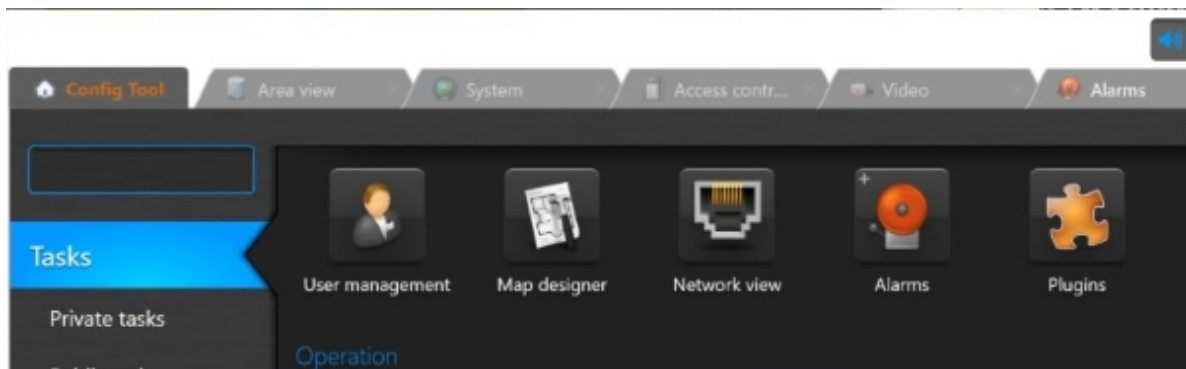 Config Tool Area view System Access contr... Video Alarms
Tasks
User management Map designer Network view Alarms Plugins
Private tasks
Operation